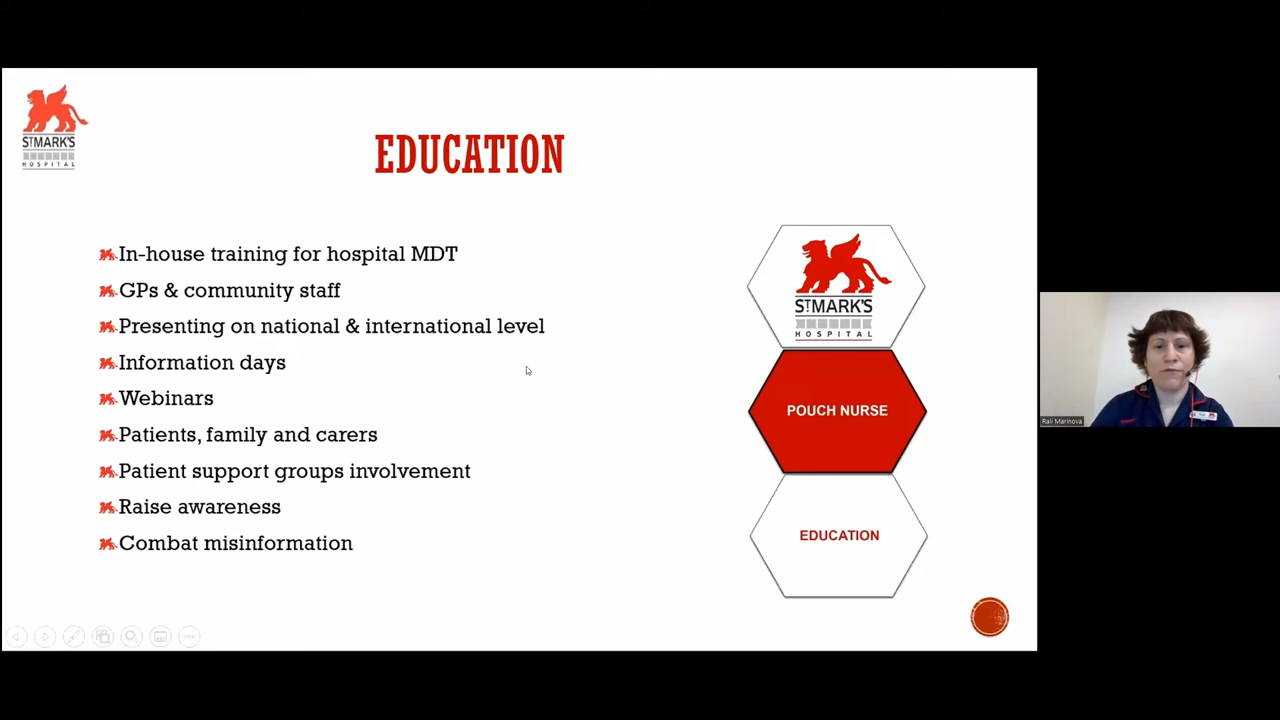 ST MARK'S
HOSPITAL
EDUCATION
In-house training for hospital MDT
GPs & community staff
Presenting on national & international level
Information days
Webinars
Patients, family and carers
Patient support groups involvement
Raise awareness
Combat misinformation
ST MARK'S
HOSPITAL
POUCH NURSE
EDUCATION
Rali Marinova